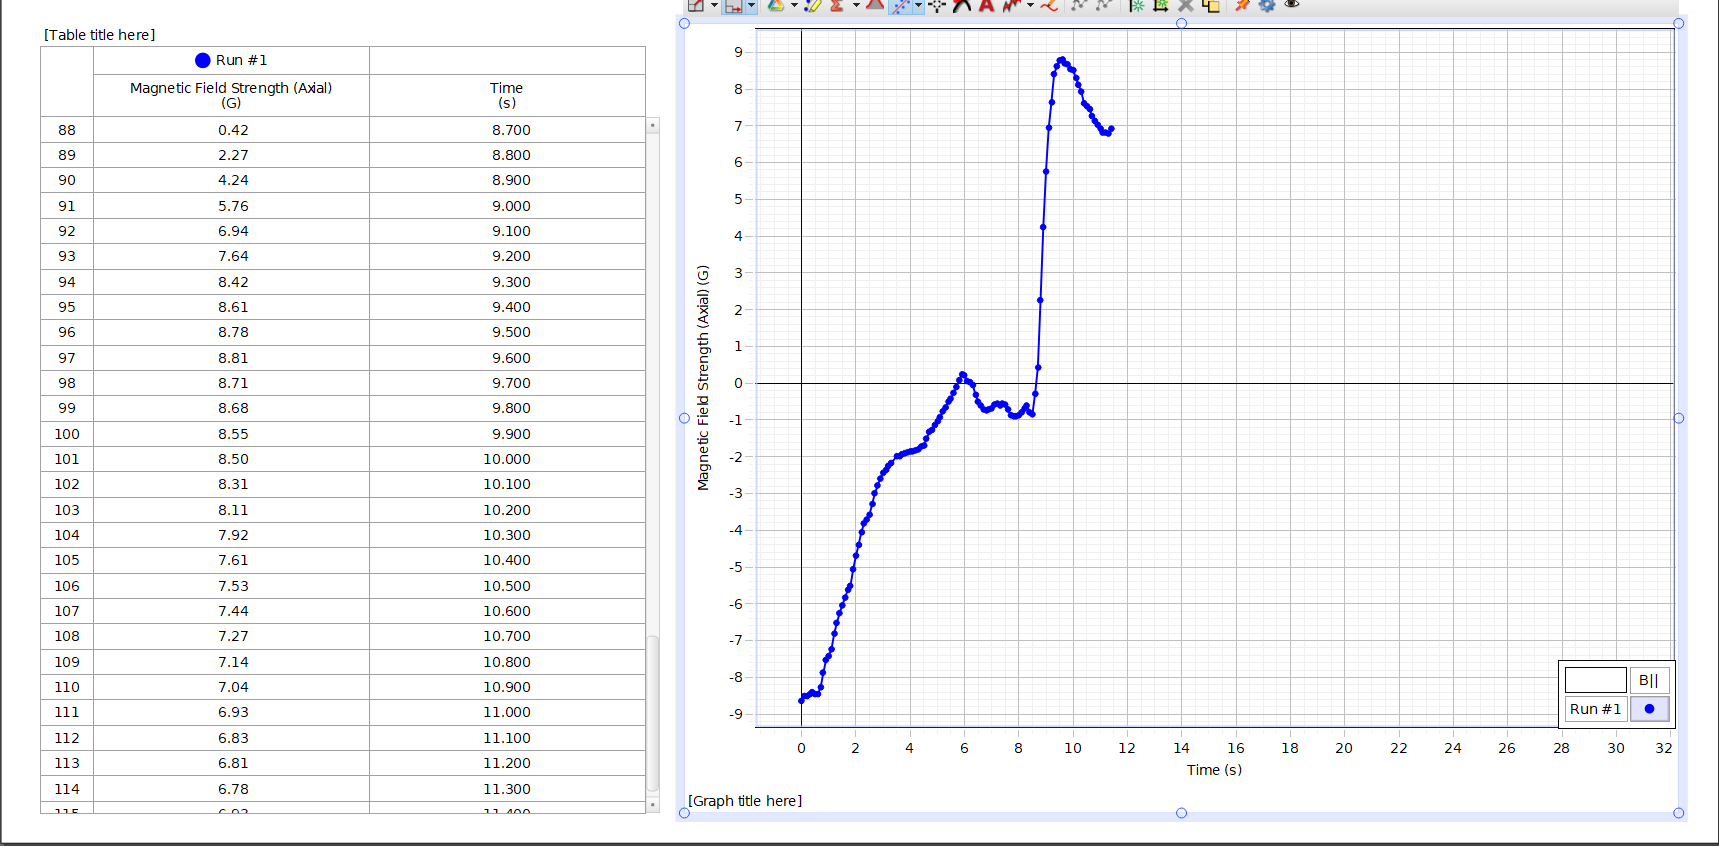 [Table title here]
Run #1
Magnetic Field Strength (Axial)
(G)
Time
(s)
88 0.42 8.700
89 2.27 8.800
90 4.24 8.900
91 5.76 9.000
92 6.94 9.100
93 7.64 9.200
94 8.42 9.300
95 8.61 9.400
96 8.78 9.500
97 8.81 9.600
98 8.71 9.700
99 8.68 9.800
100 8.55 9.900
101 8.50 10.000
102 8.31 10.100
103 8.11 10.200
104 7.92 10.300
105 7.61 10.400
106 7.53 10.500
107 7.44 10.600
108 7.27 10.700
109 7.14 10.800
110 7.04 10.900
111 6.93 11.000
112 6.83 11.100
113 6.81 11.200
114 6.78 11.300
Magnetic Field Strength (Axial) (G)
9
8
7
6
5
4
3
2
1
0
-1
-2
-3
-4
-5
-6
-7
-8
-9
0 2 4 6 8 10 12 14 16 18 20 22 24 26 28 30 32
Time (s)
B||
Run #1
[Graph title here]